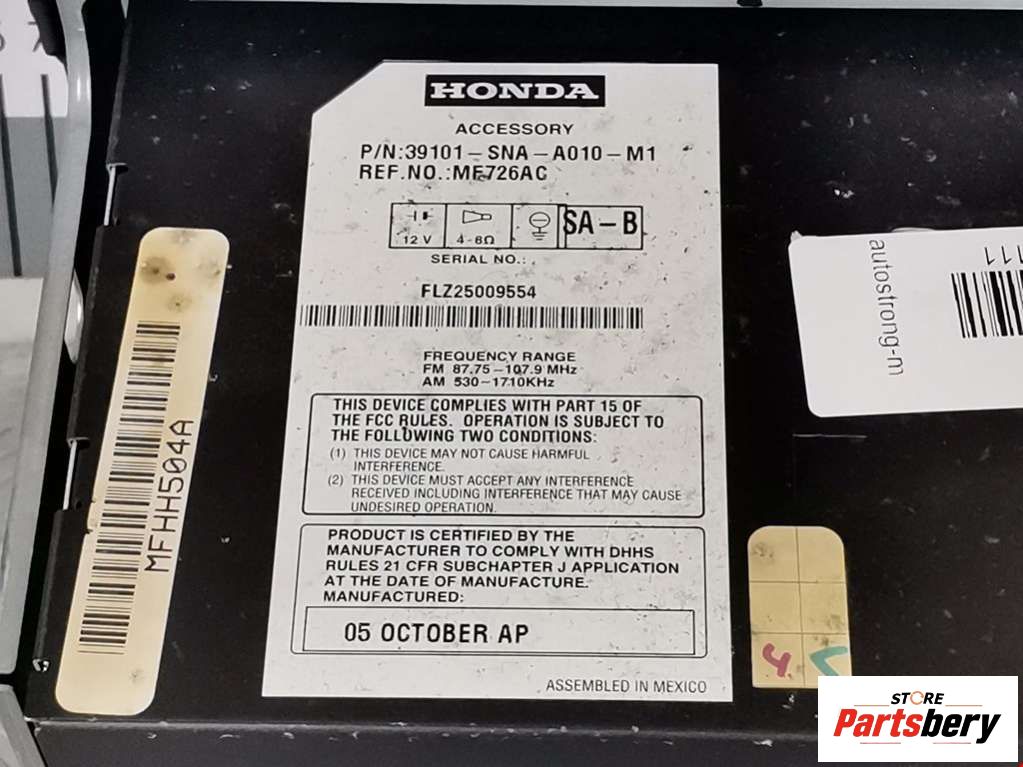 HONDA
ACCESSORY
P/N:39101-SNA-A010-M1
REF.NO.:MF726AC
12 V
4-8Ω
SA-B
SERIAL NO.:
FLZ25009554
FREQUENCY RANGE
FM 87.75-107.9 MHz
AM 530-1710KHz
THIS DEVICE COMPLIES WITH PART 15 OF
THE FCC RULES. OPERATION IS SUBJECT TO
THE FOLLOWING TWO CONDITIONS:
(1) THIS DEVICE MAY NOT CAUSE HARMFUL
INTERFERENCE.
(2) THIS DEVICE MUST ACCEPT ANY INTERFERENCE
RECEIVED INCLUDING INTERFERENCE THAT MAY CAUSE
UNDESIRED OPERATION.
PRODUCT IS CERTIFIED BY THE
MANUFACTURER TO COMPLY WITH DHHS
RULES 21 CFR SUBCHAPTER J APPLICATION
AT THE DATE OF MANUFACTURE.
MANUFACTURED:
05 OCTOBER AP
ASSEMBLED IN MEXICO
MFHH504A
autostrong-m
111
4
STORE
Partsbery